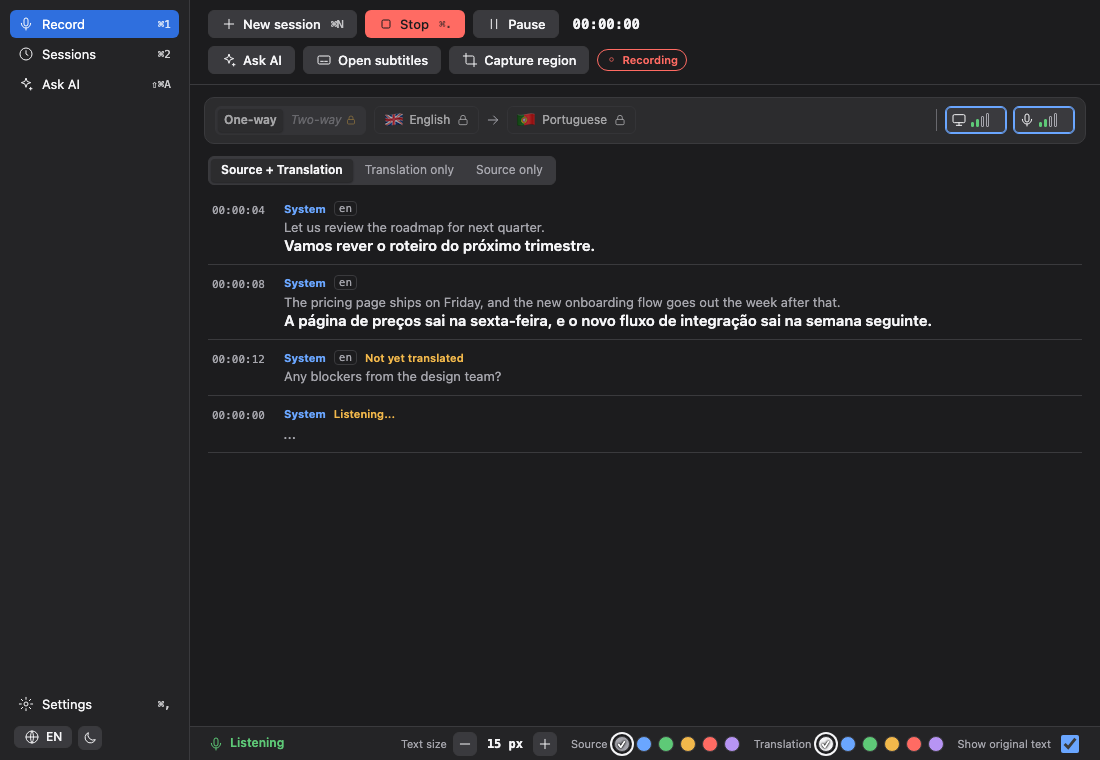 Record ⌘1
Sessions ⌘2
Ask AI ⇧⌘A
New session ⌘N
Stop ⌘.
Pause
00:00:00
Ask AI
Open subtitles
Capture region
Recording
One-way
Two-way
English
→
Portuguese
Source + Translation
Translation only
Source only
00:00:04 System en
Let us review the roadmap for next quarter.
Vamos rever o roteiro do próximo trimestre.
00:00:08 System en
The pricing page ships on Friday, and the new onboarding flow goes out the week after that.
A página de preços sai na sexta-feira, e o novo fluxo de integração sai na semana seguinte.
00:00:12 System en Not yet translated
Any blockers from the design team?
00:00:00 System Listening...
...
Settings ⌘,
EN
Listening
Text size − 15 px +
Source
Translation
Show original text